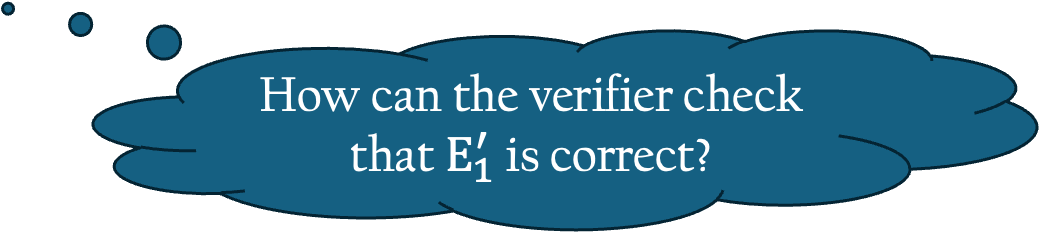 How can the verifier check
that E′₁ is correct?